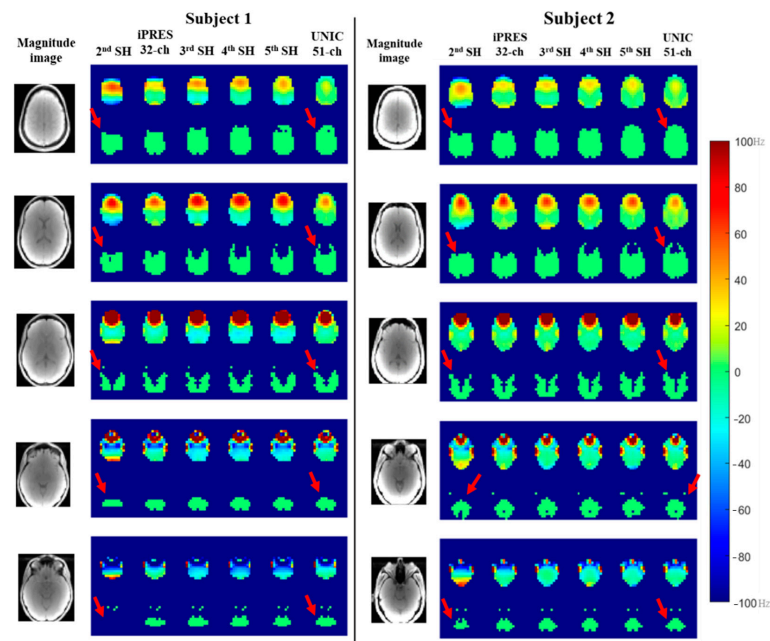 Subject 1
Subject 2
Magnitude image
2nd SH
iPRES 32-ch
3rd SH
4th SH
5th SH
UNIC 51-ch
Magnitude image
2nd SH
iPRES 32-ch
3rd SH
4th SH
5th SH
UNIC 51-ch
100Hz
80
60
40
20
0
-20
-40
-60
-80
-100Hz